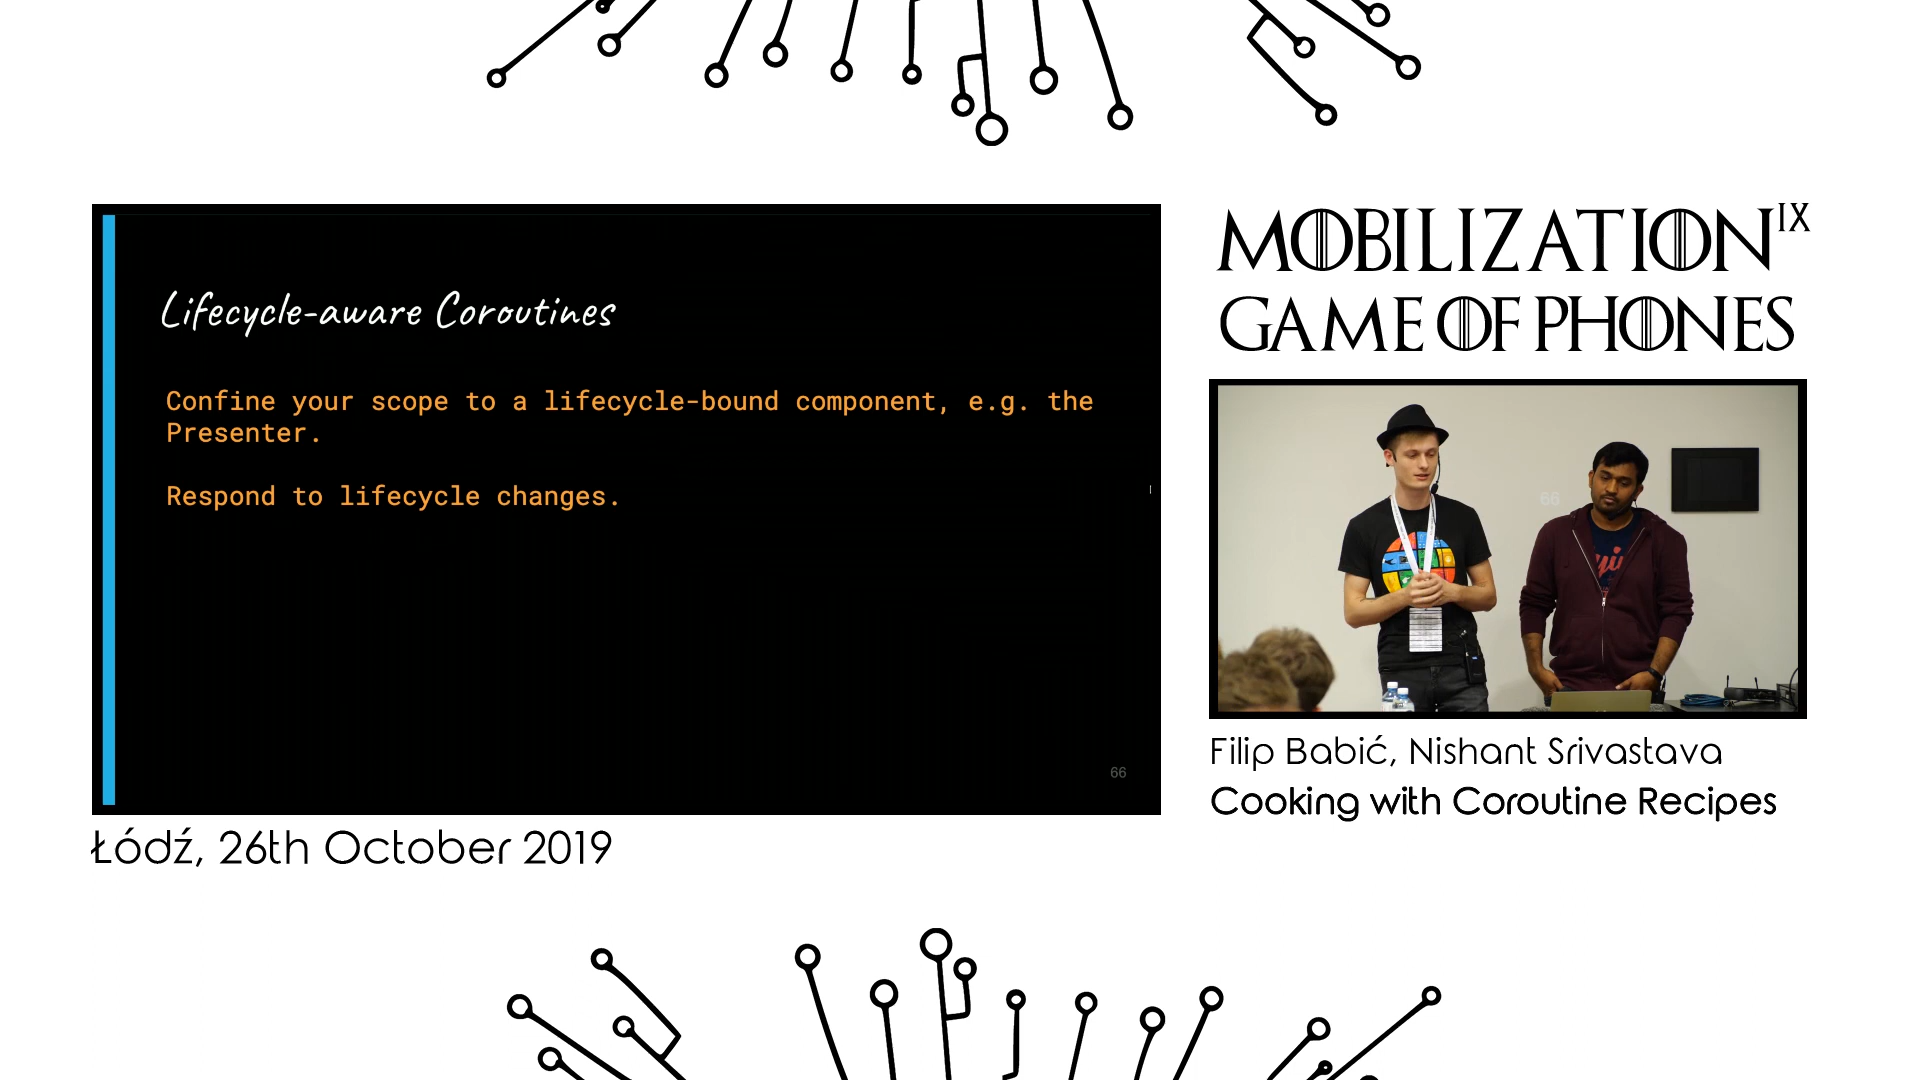 MOBILIZATION IX
GAME OF PHONES
Lifecycle-aware Coroutines
Confine your scope to a lifecycle-bound component, e.g. the
Presenter.
Respond to lifecycle changes.
66
66
Filip Babić, Nishant Srivastava
Cooking with Coroutine Recipes
Łódź, 26th October 2019